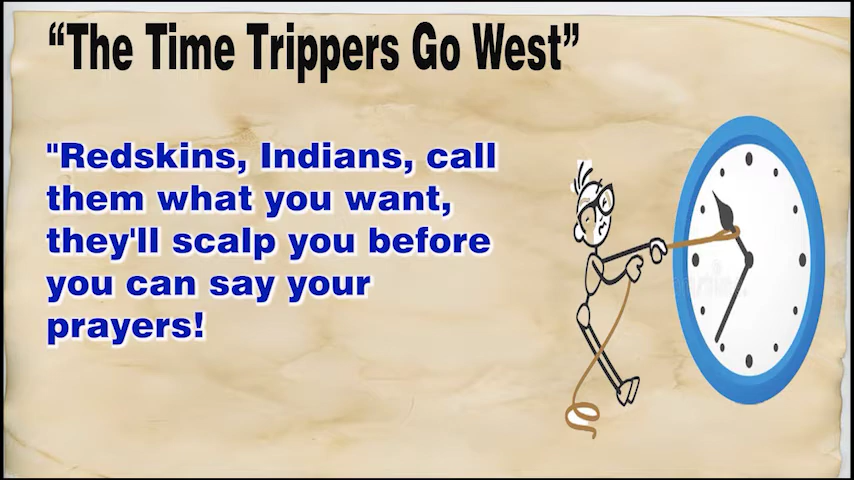 “The Time Trippers Go West”
"Redskins, Indians, call
them what you want,
they'll scalp you before
you can say your
prayers!